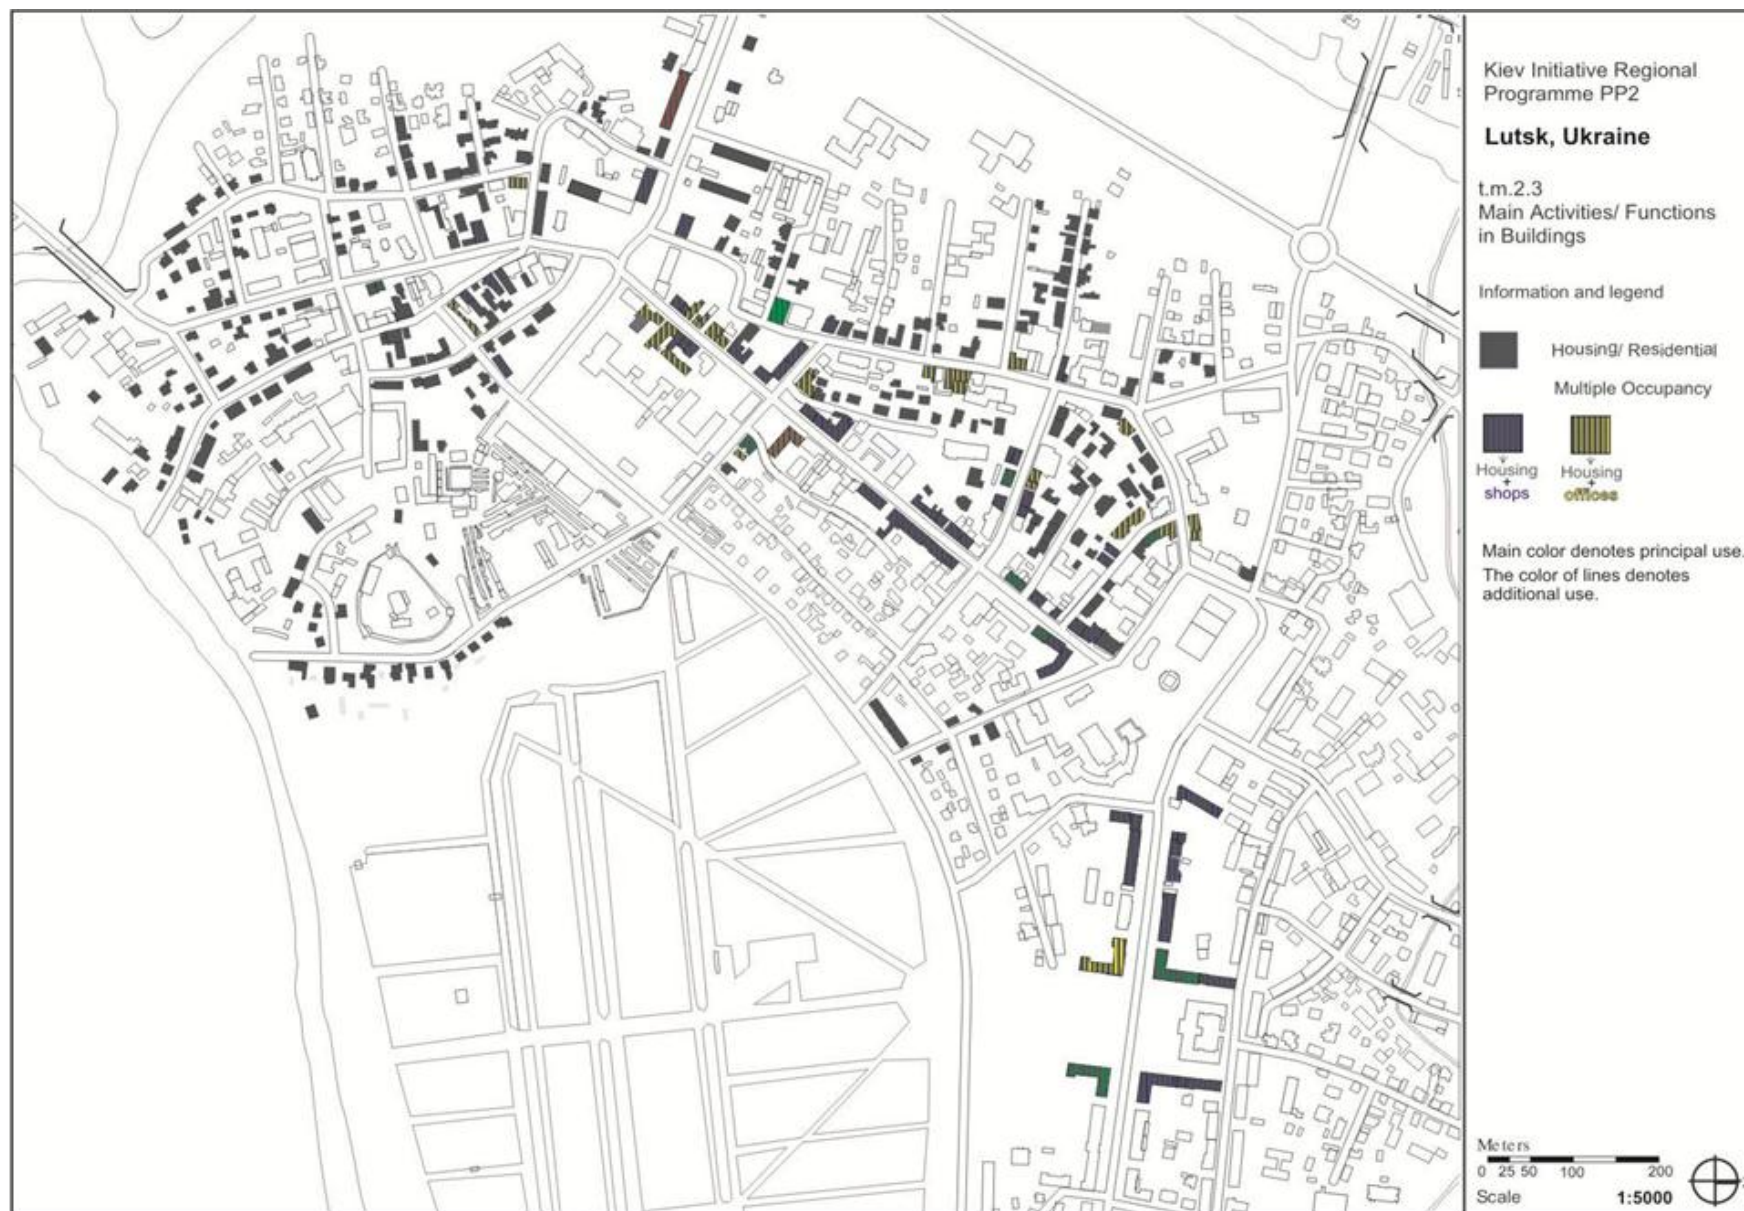 Kiev Initiative Regional
Programme PP2
Lutsk, Ukraine
t.m.2.3
Main Activities/ Functions
in Buildings
Information and legend
Housing/ Residential
Multiple Occupancy
Housing
+
shops
Housing
+
offices
Main color denotes principal use.
The color of lines denotes
additional use.
Meters
0 25 50 100 200
Scale 1:5000